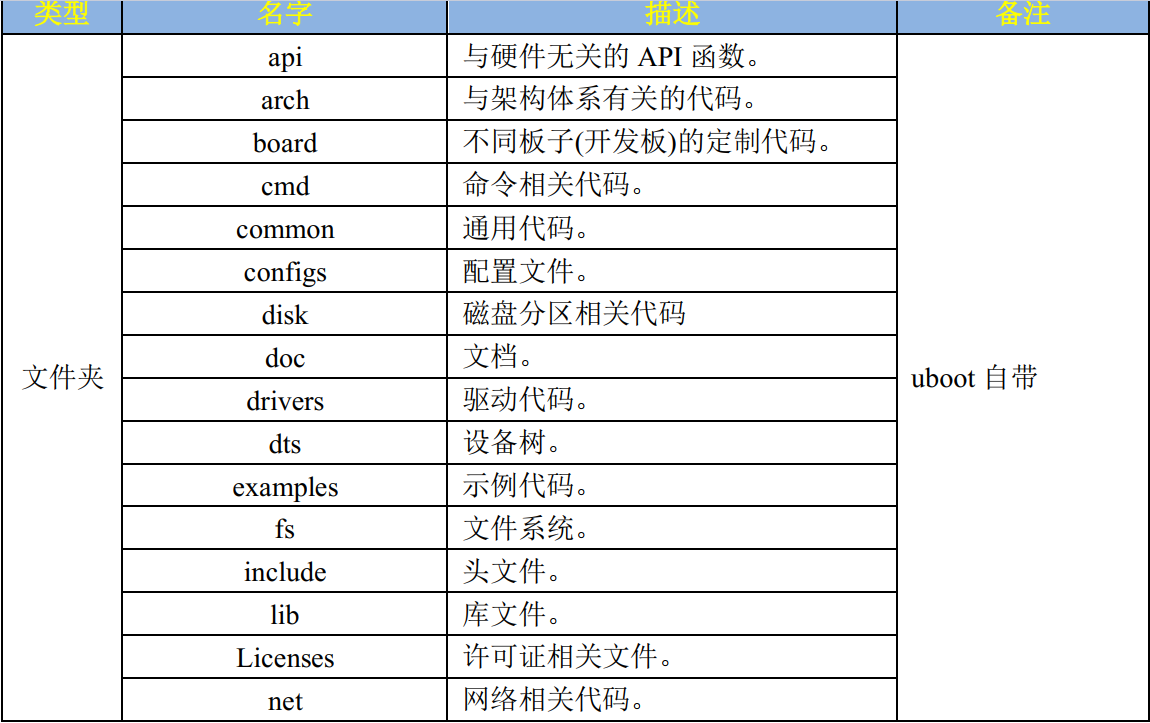 类型 名字 描述 备注
api 与硬件无关的 API 函数。
arch 与架构体系有关的代码。
board 不同板子(开发板)的定制代码。
cmd 命令相关代码。
common 通用代码。
configs 配置文件。
disk 磁盘分区相关代码
doc 文档。
文件夹 uboot 自带
drivers 驱动代码。
dts 设备树。
examples 示例代码。
fs 文件系统。
include 头文件。
lib 库文件。
Licenses 许可证相关文件。
net 网络相关代码。